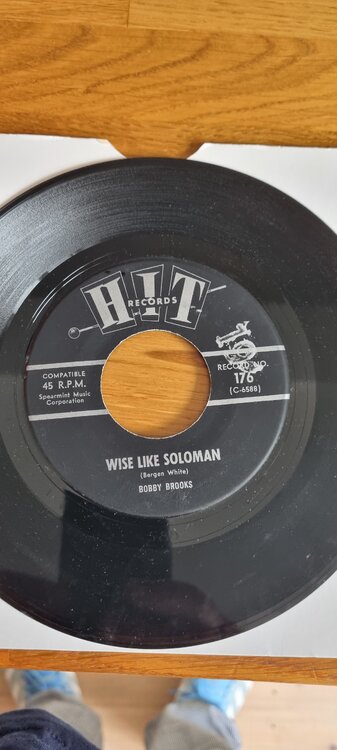 HIT
RECORDS
COMPATIBLE
45 R.P.M.
Spearmint Music
Corporation
RECORD NO.
176
(C-6588)
WISE LIKE SOLOMAN
(Bergen White)
BOBBY BROOKS